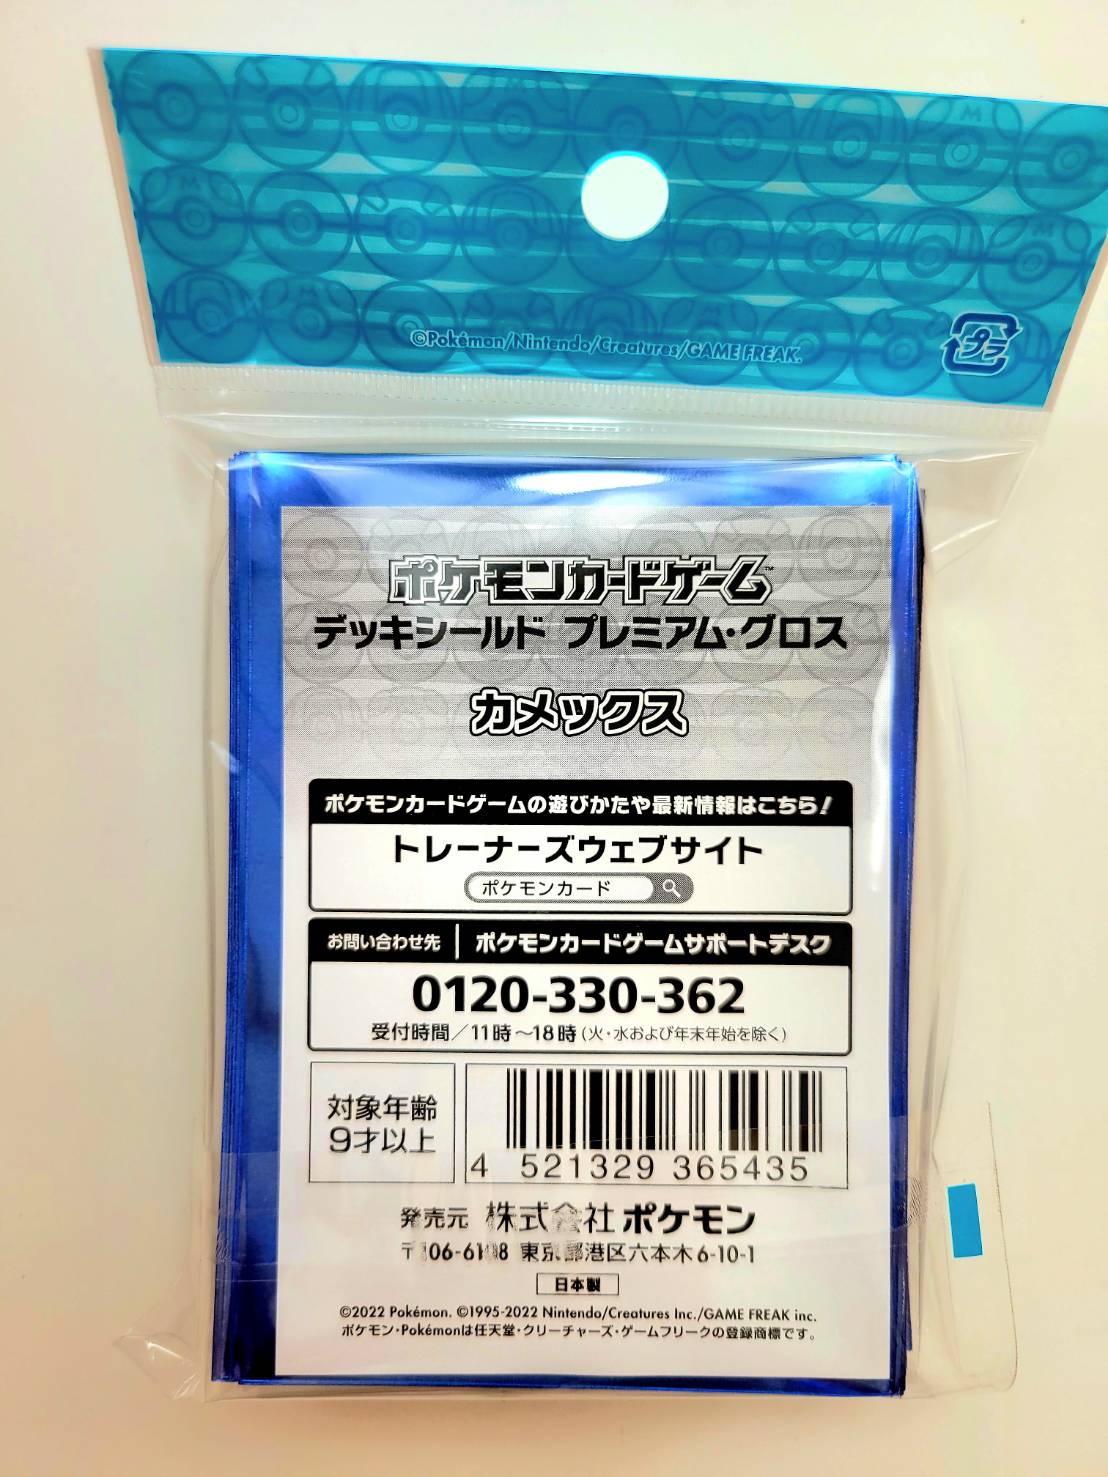 ©Pokémon/Nintendo/Creatures/GAME FREAK.
プラ
ポケモンカードゲーム™
デッキシールド プレミアム・グロス
カメックス
ポケモンカードゲームの遊びかたや最新情報はこちら!
トレーナーズウェブサイト
ポケモンカード
お問い合わせ先 ポケモンカードゲームサポートデスク
0120-330-362
受付時間/11時〜18時(火・水および年末年始を除く)
対象年齢
9才以上
4 521329 365435
発売元 株式会社ポケモン
〒106-6108 東京都港区六本木6-10-1
日本製
©2022 Pokémon. ©1995-2022 Nintendo/Creatures Inc./GAME FREAK inc.
ポケモン・Pokémonは任天堂・クリーチャーズ・ゲームフリークの登録商標です。